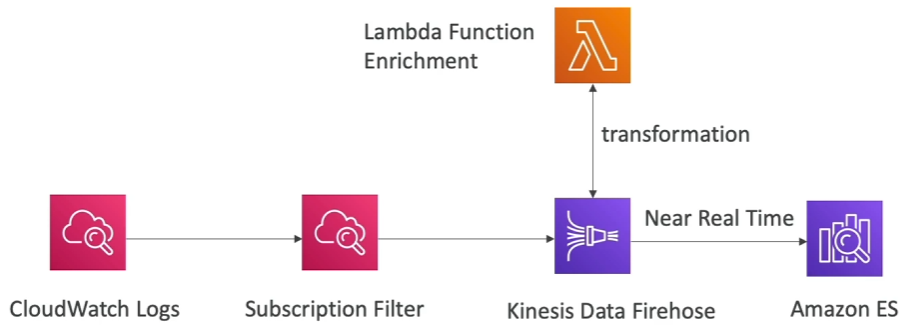 Lambda Function
Enrichment
transformation
Near Real Time
CloudWatch Logs
Subscription Filter
Kinesis Data Firehose
Amazon ES